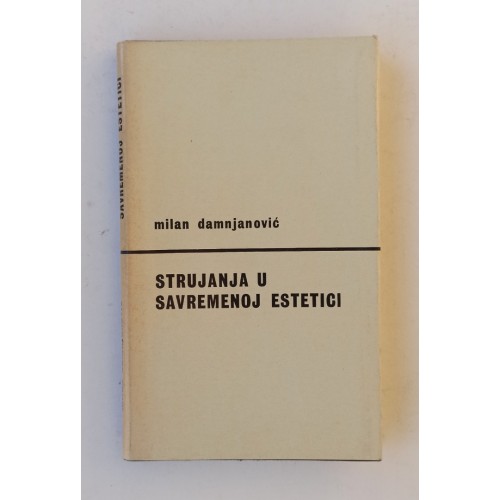 SAVREMENOJ ESTETICI
milan damnjanović
STRUJANJA U
SAVREMENOJ ESTETICI